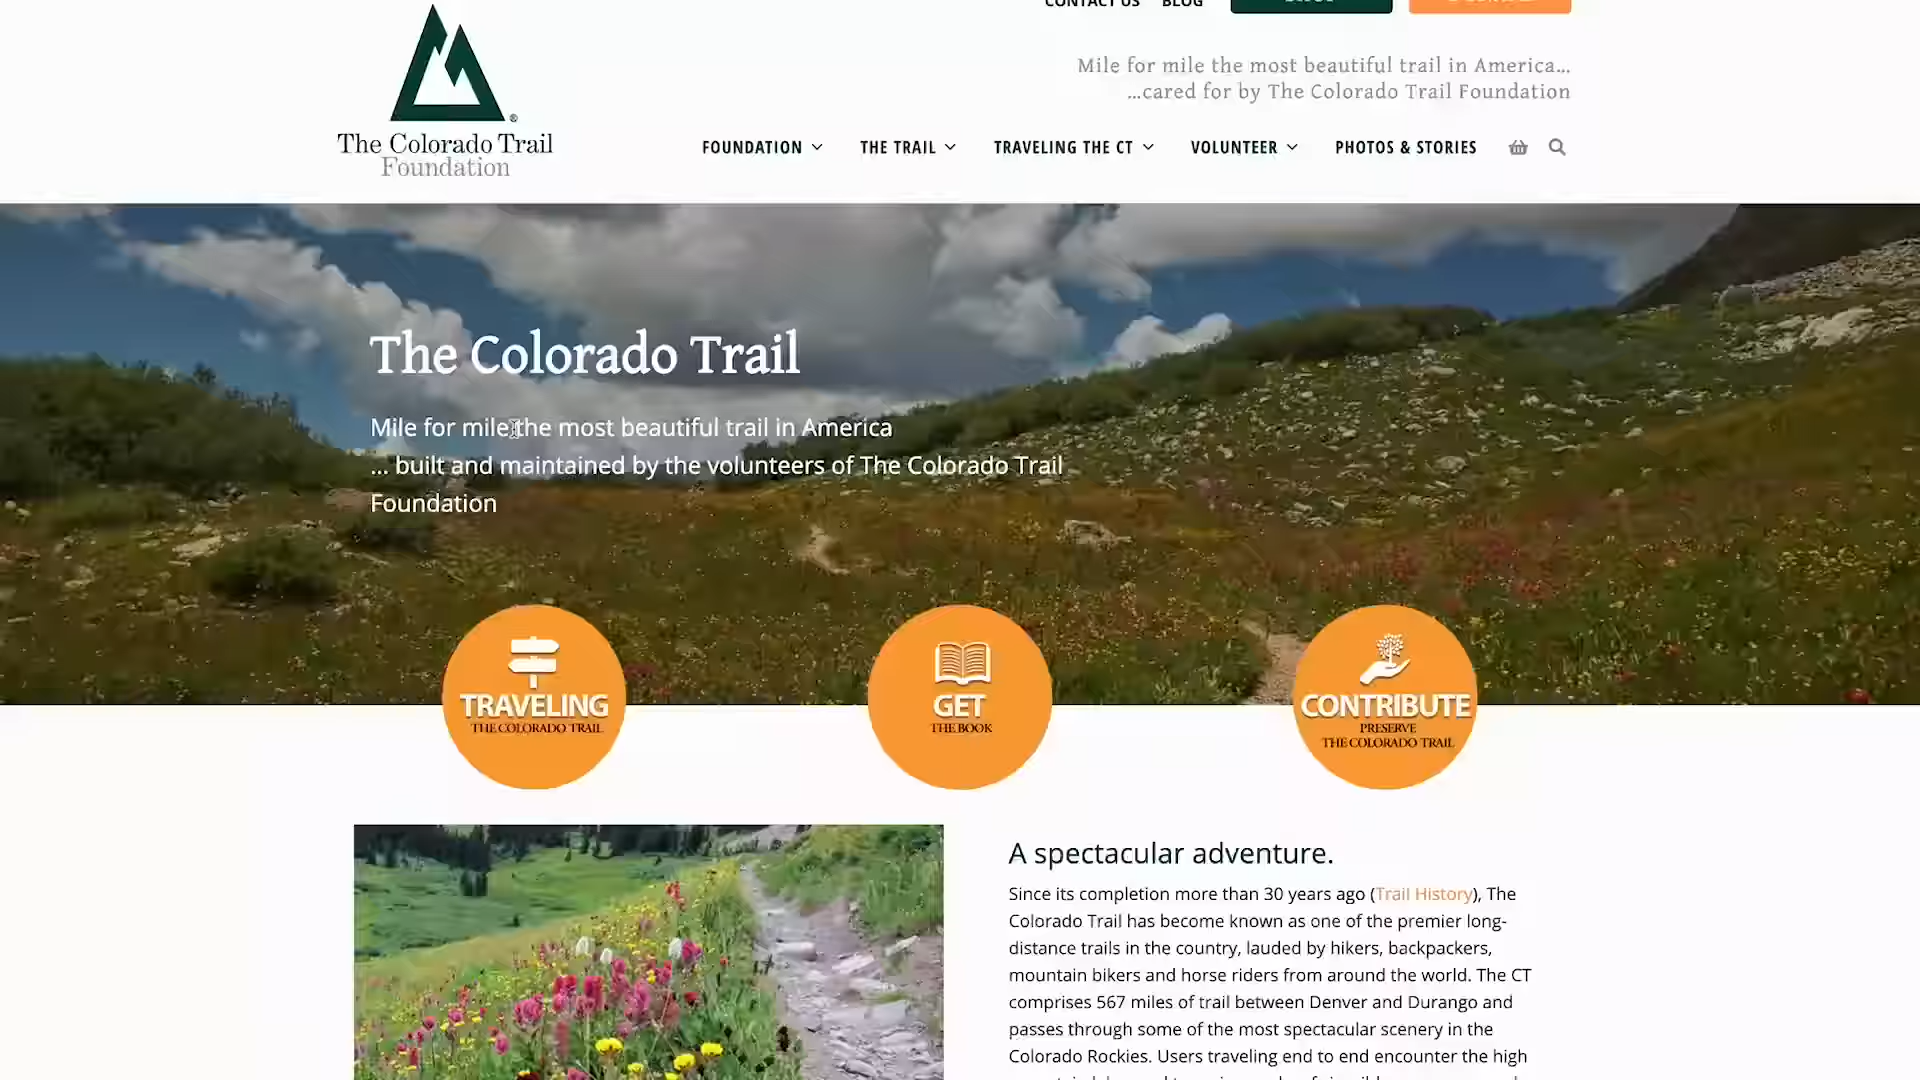 CONTACT US BLOG
The Colorado Trail
Foundation
Mile for mile the most beautiful trail in America...
...cared for by The Colorado Trail Foundation
FOUNDATION THE TRAIL TRAVELING THE CT VOLUNTEER PHOTOS & STORIES
The Colorado Trail
Mile for mile the most beautiful trail in America
... built and maintained by the volunteers of The Colorado Trail
Foundation
TRAVELING
THE COLORADO TRAIL
GET
THE BOOK
CONTRIBUTE
PRESERVE
THE COLORADO TRAIL
A spectacular adventure.
Since its completion more than 30 years ago (Trail History), The
Colorado Trail has become known as one of the premier long-
distance trails in the country, lauded by hikers, backpackers,
mountain bikers and horse riders from around the world. The CT
comprises 567 miles of trail between Denver and Durango and
passes through some of the most spectacular scenery in the
Colorado Rockies. Users traveling end to end encounter the high